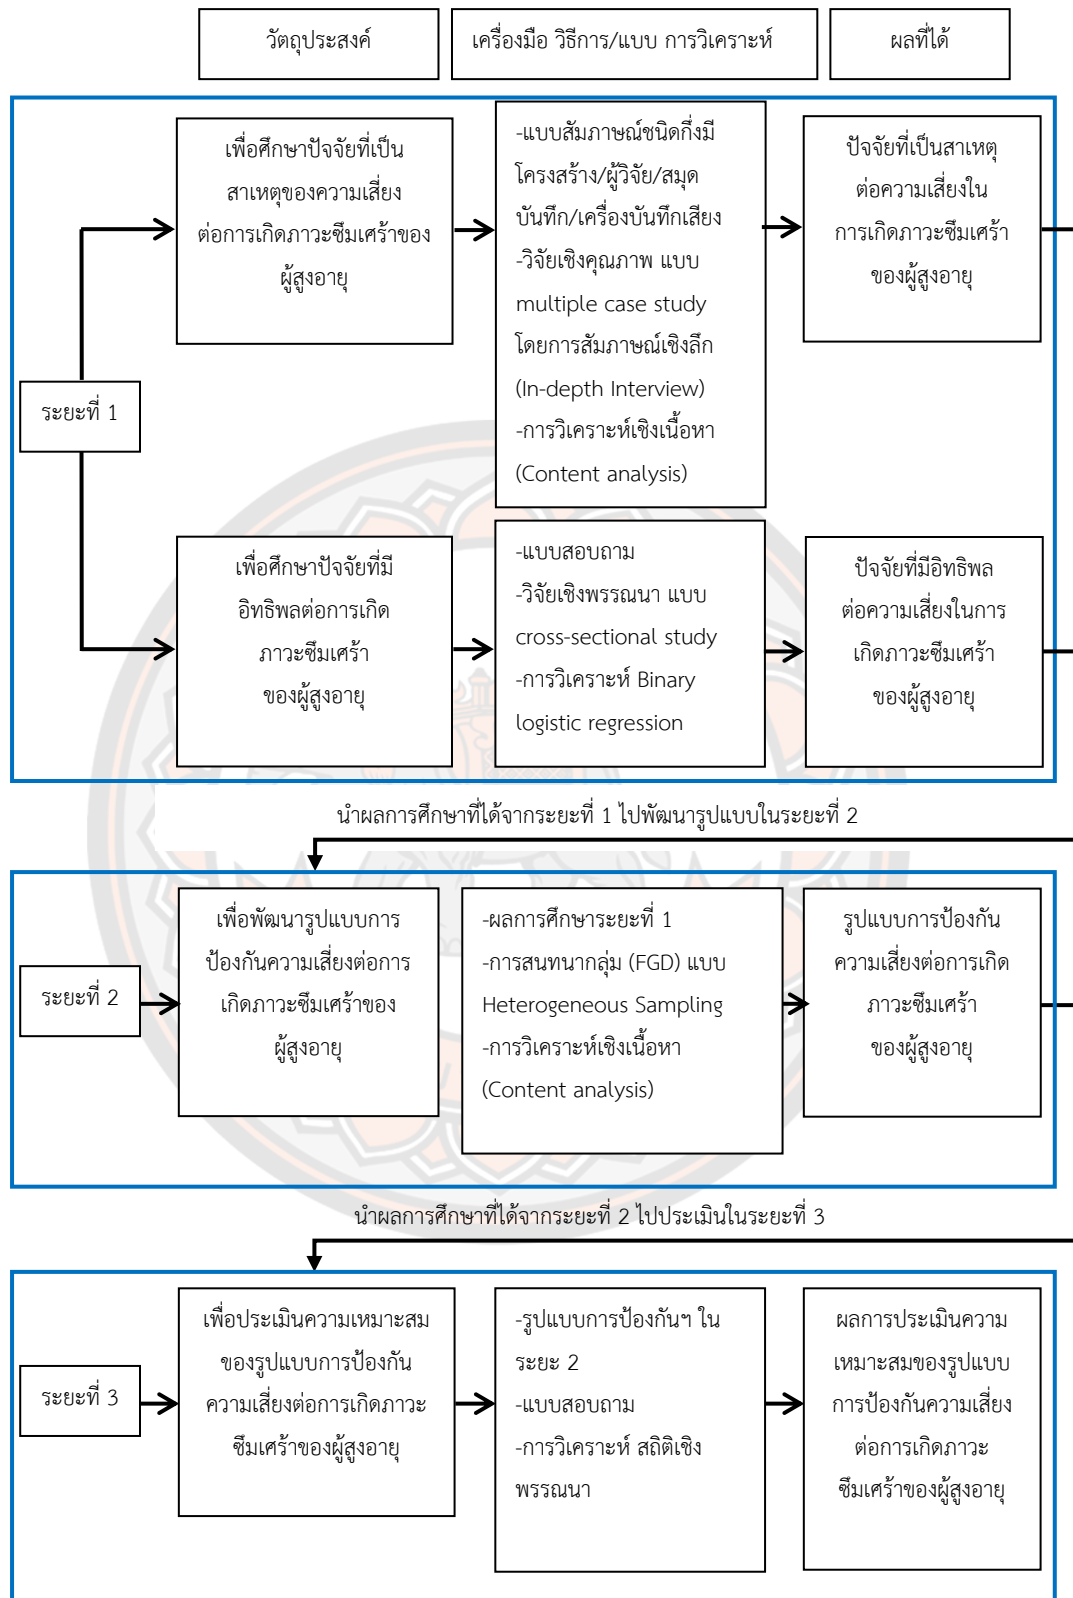 วัตถุประสงค์
เครื่องมือ วิธีการ/แบบ การวิเคราะห์
ผลที่ได้
ระยะที่ 1
เพื่อศึกษาปัจจัยที่เป็น
สาเหตุของความเสี่ยง
ต่อการเกิดภาวะซึมเศร้าของ
ผู้สูงอายุ
-แบบสัมภาษณ์ชนิดกึ่งมี
โครงสร้าง/ผู้วิจัย/สมุด
บันทึก/เครื่องบันทึกเสียง
-วิจัยเชิงคุณภาพ แบบ
multiple case study
โดยการสัมภาษณ์เชิงลึก
(In-depth Interview)
-การวิเคราะห์เชิงเนื้อหา
(Content analysis)
ปัจจัยที่เป็นสาเหตุ
ต่อความเสี่ยงใน
การเกิดภาวะซึมเศร้า
ของผู้สูงอายุ
เพื่อศึกษาปัจจัยที่มี
อิทธิพลต่อการเกิด
ภาวะซึมเศร้า
ของผู้สูงอายุ
-แบบสอบถาม
-วิจัยเชิงพรรณนา แบบ
cross-sectional study
-การวิเคราะห์ Binary
logistic regression
ปัจจัยที่มีอิทธิพล
ต่อความเสี่ยงในการ
เกิดภาวะซึมเศร้า
ของผู้สูงอายุ
นำผลการศึกษาที่ได้จากระยะที่ 1 ไปพัฒนารูปแบบในระยะที่ 2
ระยะที่ 2
เพื่อพัฒนารูปแบบการ
ป้องกันความเสี่ยงต่อการ
เกิดภาวะซึมเศร้าของ
ผู้สูงอายุ
-ผลการศึกษาระยะที่ 1
-การสนทนากลุ่ม (FGD) แบบ
Heterogeneous Sampling
-การวิเคราะห์เชิงเนื้อหา
(Content analysis)
รูปแบบการป้องกัน
ความเสี่ยงต่อการเกิด
ภาวะซึมเศร้า
ของผู้สูงอายุ
นำผลการศึกษาที่ได้จากระยะที่ 2 ไปประเมินในระยะที่ 3
ระยะที่ 3
เพื่อประเมินความเหมาะสม
ของรูปแบบการป้องกัน
ความเสี่ยงต่อการเกิดภาวะ
ซึมเศร้าของผู้สูงอายุ
-รูปแบบการป้องกันฯ ใน
ระยะ 2
-แบบสอบถาม
-การวิเคราะห์ สถิติเชิง
พรรณนา
ผลการประเมินความ
เหมาะสมของรูปแบบ
การป้องกันความเสี่ยง
ต่อการเกิดภาวะ
ซึมเศร้าของผู้สูงอายุ